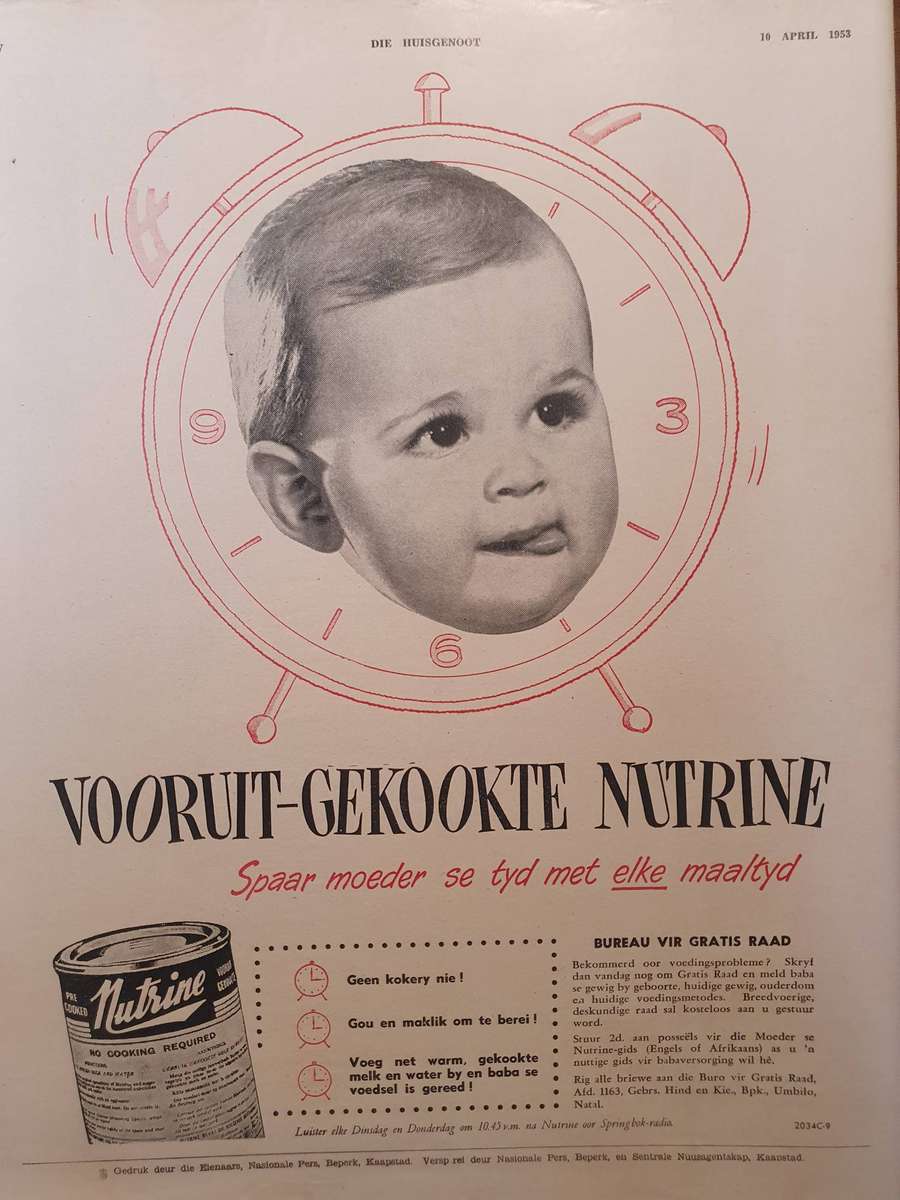 DIE HUISGENOOT
10 APRIL 1953
9
3
6
VOORUIT-GEKOOKTE NUTRINE
Spaar moeder se tyd met elke maaltyd
PRE COOKED
Nutrine
VOORUIT GEKOOKTE
NO COOKING REQUIRED
Geen kokery nie!
Gou en maklik om te berei!
Voeg net warm, gekookte
melk en water by en baba se
voedsel is gereed!
BUREAU VIR GRATIS RAAD
Bekommerd oor voedingsprobleme? Skryf
dan vandag nog om Gratis Raad en meld baba
se gewig by geboorte, huidige gewig, ouderdom
en huidige voedingsmetodes. Breedvoerige,
deskundige raad sal kosteloos aan u gestuur
word.
Stuur 2d. aan posseëls vir die Moeder se
Nutrine-gids (Engels of Afrikaans) as u 'n
nuttige gids vir babaversorging wil hê.
Rig alle briewe aan die Buro vir Gratis Raad,
Afd. 1163, Gebrs. Hind en Kie., Bpk., Umbilo,
Natal.
Luister elke Dinsdag en Donderdag om 10.45 v.m. na Nutrine oor Springbok-radio.
2034C-9
Gedruk deur die Eienaars, Nasionale Pers, Beperk, Kaapstad. Versprei deur Nasionale Pers, Beperk, en Sentrale Nuusagentskap, Kaapstad.